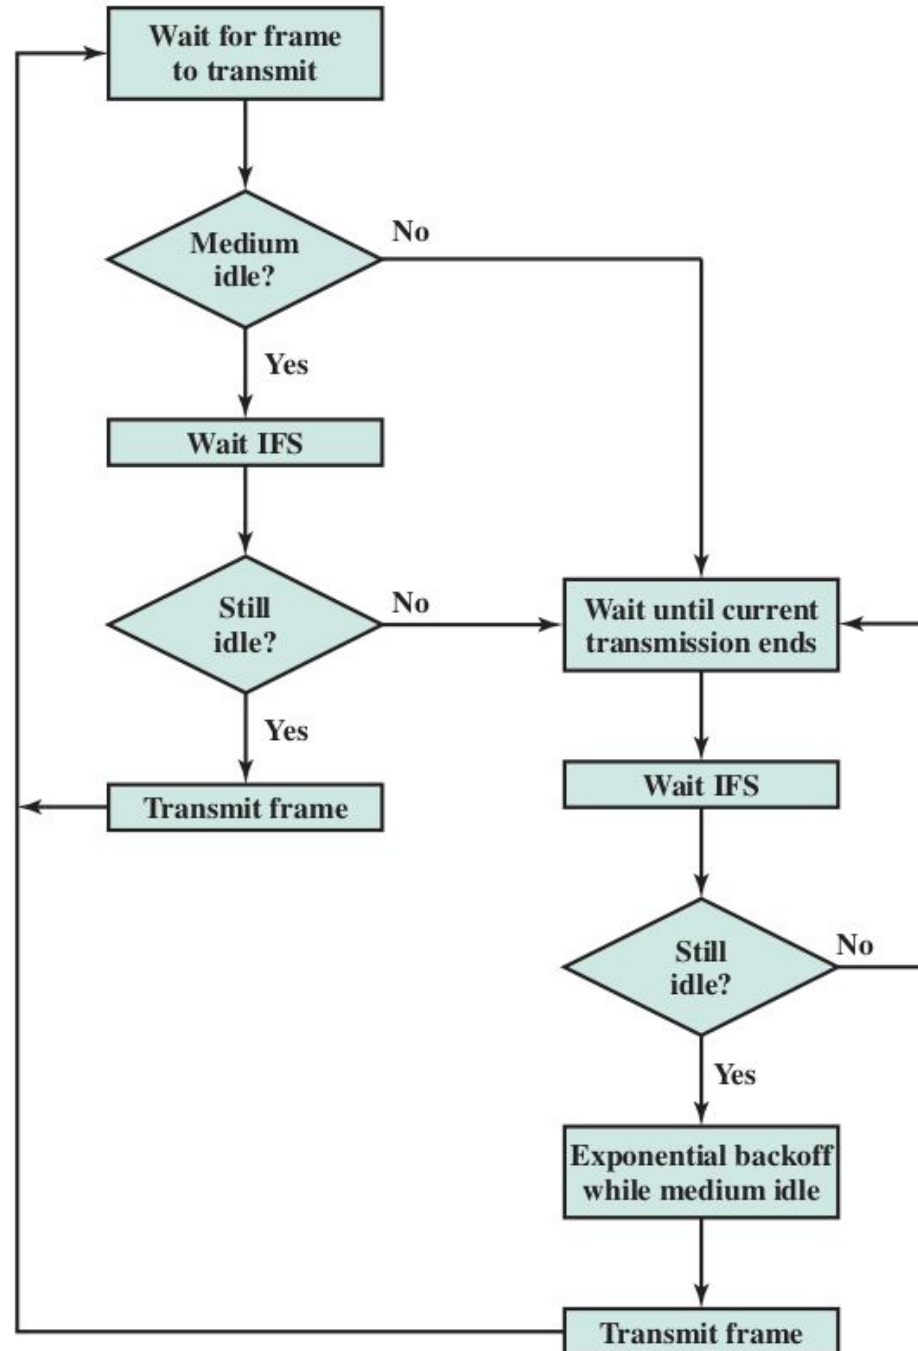 Wait for frame
to transmit
Medium
idle?
No
Yes
Wait IFS
Still
idle?
No
Yes
Transmit frame
Wait until current
transmission ends
Wait IFS
Still
idle?
No
Yes
Exponential backoff
while medium idle
Transmit frame